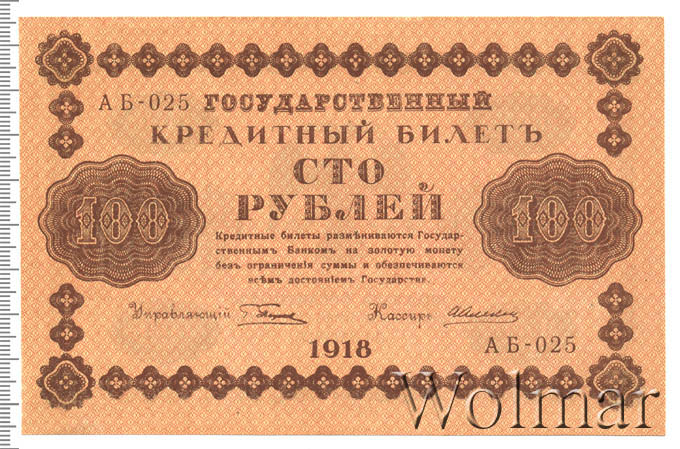 АБ-025 ГОСУДАРСТВЕННЫЙ
КРЕДИТНЫЙ БИЛЕТЪ
СТО
РУБЛЕЙ
100
100
Кредитные билеты размѣниваются Государ-
ственнымъ Банкомъ на золотую монету
безъ ограниченія суммы и обезпечиваются
всѣмъ достояніемъ Государства.
Управляющій
Кассиръ
1918
АБ-025
Wolmar